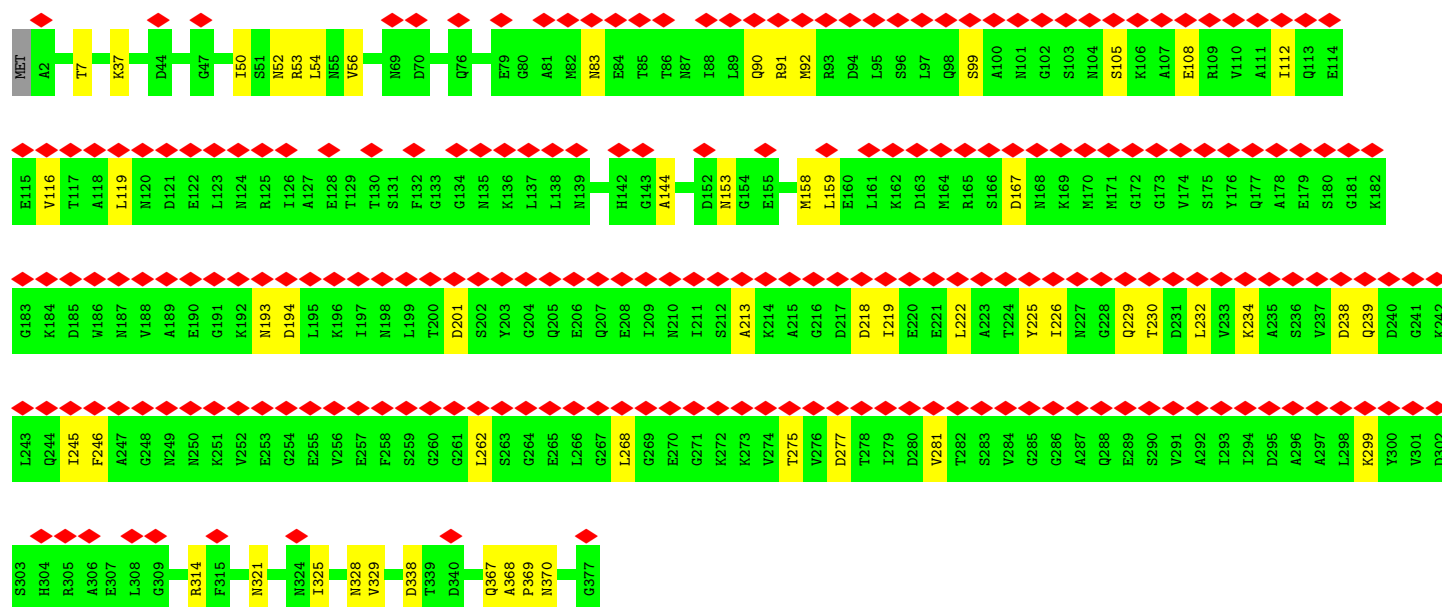 MET A2 T7 K37 D44 G47 I50 S51 N52 R53 L54 N55 V56 N69 D70 Q76 E79 G80 A81 M82 N83 E84 T85 T86 N87 I88 L89 Q90 R91 M92 R93 D94 L95 S96 L97 Q98 S99 A100 N101 G102 S103 N104 S105 K106 A107 E108 R109 V110 A111 I112 Q113 E114
E115 V116 T117 A118 L119 N120 D121 E122 L123 N124 R125 I126 A127 E128 T129 T130 S131 F132 G133 G134 N135 K136 L137 L138 N139 H142 G143 A144 D152 N153 G154 E155 M158 L159 E160 L161 K162 D163 M164 R165 S166 D167 N168 K169 M170 M171 G172 G173 V174 S175 Y176 Q177 A178 E179 S180 G181 K182
G183 K184 D185 W186 N187 V188 A189 E190 G191 K192 N193 D194 L195 K196 I197 N198 L199 T200 D201 S202 Y203 G204 Q205 E206 Q207 E208 I209 N210 I211 S212 A213 K214 A215 G216 D217 D218 I219 E220 E221 L222 A223 T224 Y225 I226 N227 G228 Q229 T230 D231 L232 V233 K234 A235 S236 V237 D238 Q239 D240 G241 K242
L243 Q244 I245 F246 A247 G248 N249 N250 K251 V252 E253 G254 E255 V256 E257 F258 S259 G260 G261 L262 S263 G264 E265 L266 G267 L268 G269 E270 G271 K272 K273 V274 T275 V276 D277 T278 I279 D280 V281 T282 S283 V284 G285 G286 A287 Q288 E289 S290 V291 A292 I293 I294 D295 A296 A297 L298 K299 Y300 V301 D302
S303 H304 R305 A306 E307 L308 G309 R314 F315 N321 N324 I325 N328 V329 D338 T339 D340 Q367 A368 P369 N370 G377